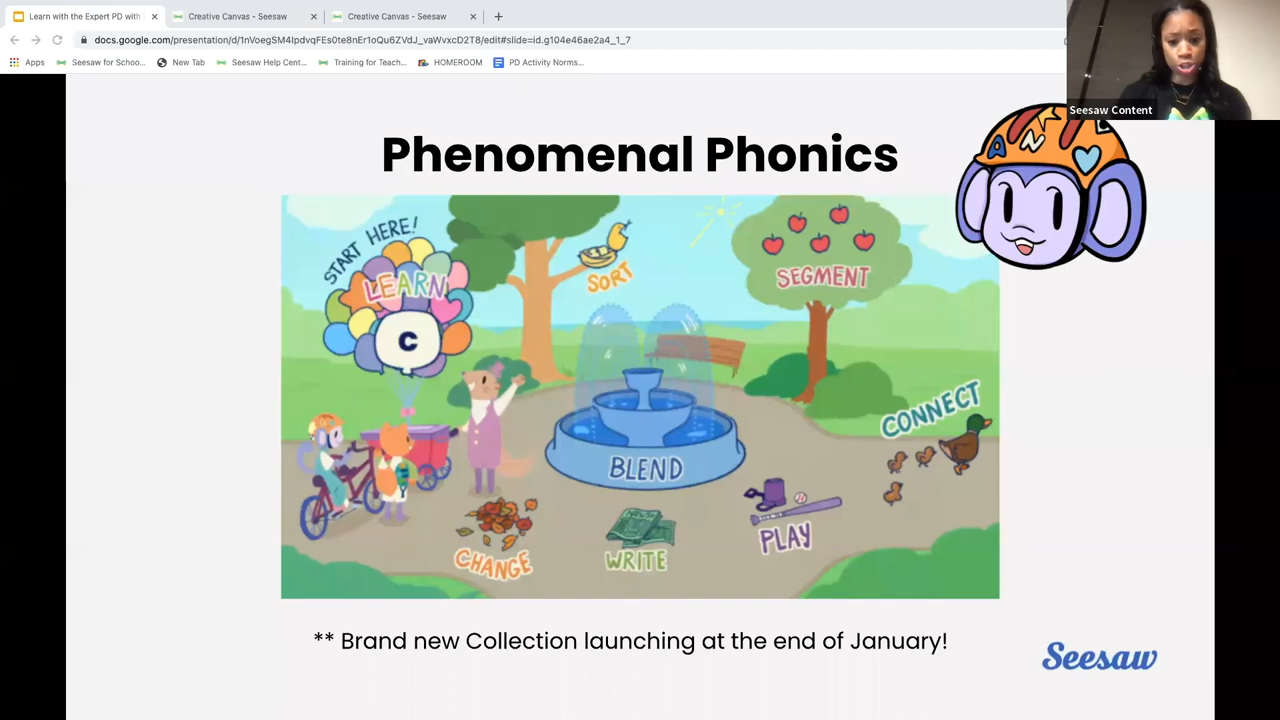 Learn with the Expert PD with
Creative Canvas - Seesaw
Creative Canvas - Seesaw
docs.google.com/presentation/d/1nVoegSM4IpdvqFEs0te8nEr1oQu6ZVdJ_vaWvxcD2T8/edit#slide=id.g104e46ae2a4_1_7
Apps
Seesaw for Schoo...
New Tab
Seesaw Help Cent...
Training for Teach...
HOMEROOM
PD Activity Norms...
Seesaw Content
Phenomenal Phonics
START HERE!
LEARN
C
SORT
SEGMENT
CONNECT
BLEND
CHANGE
WRITE
PLAY
** Brand new Collection launching at the end of January!
Seesaw